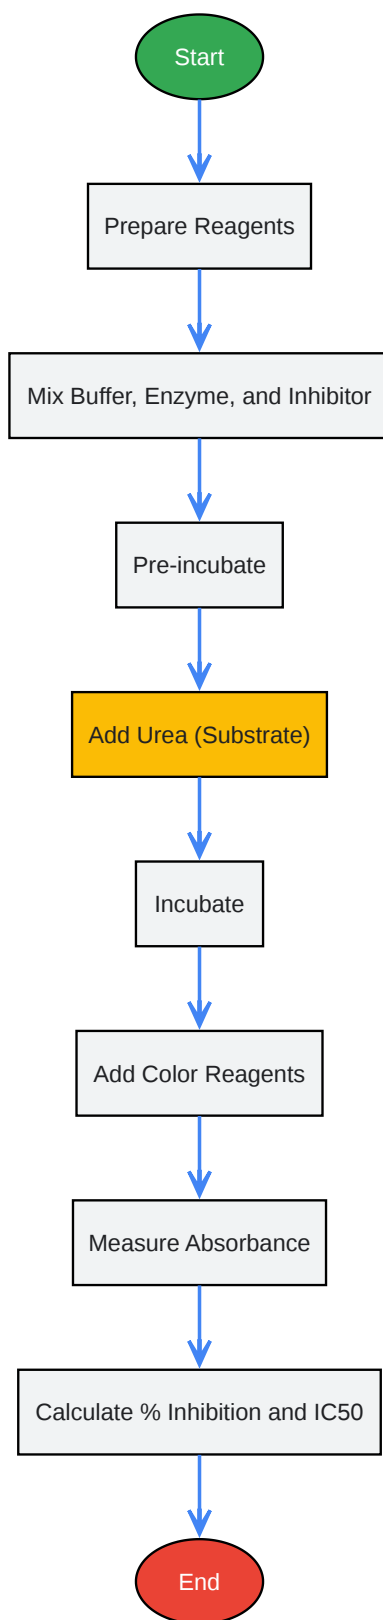 Start
Prepare Reagents
Mix Buffer, Enzyme, and Inhibitor
Pre-incubate
Add Urea (Substrate)
Incubate
Add Color Reagents
Measure Absorbance
Calculate % Inhibition and IC50
End